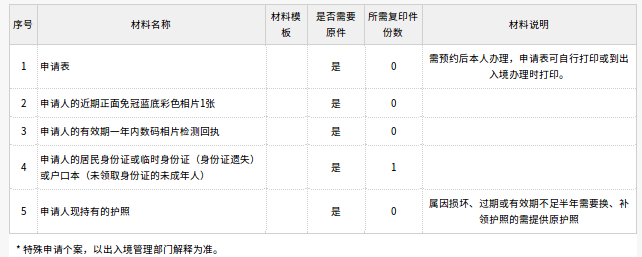 序号 材料名称 材料模板 是否需要原件 所需复印件份数 材料说明
1 申请表 是 0 需预约后本人办理，申请表可自行打印或到出入境办理时打印。
2 申请人的近期正面免冠蓝底彩色相片1张 是 0
3 申请人的有效期一年内数码相片检测回执 是 0
4 申请人的居民身份证或临时身份证（身份证遗失）或户口本（未领取身份证的未成年人） 是 1
5 申请人现持有的护照 是 0 属因损坏、过期或有效期不足半年需要换、补领护照的需提供原护照
* 特殊申请个案，以出入境管理部门解释为准。